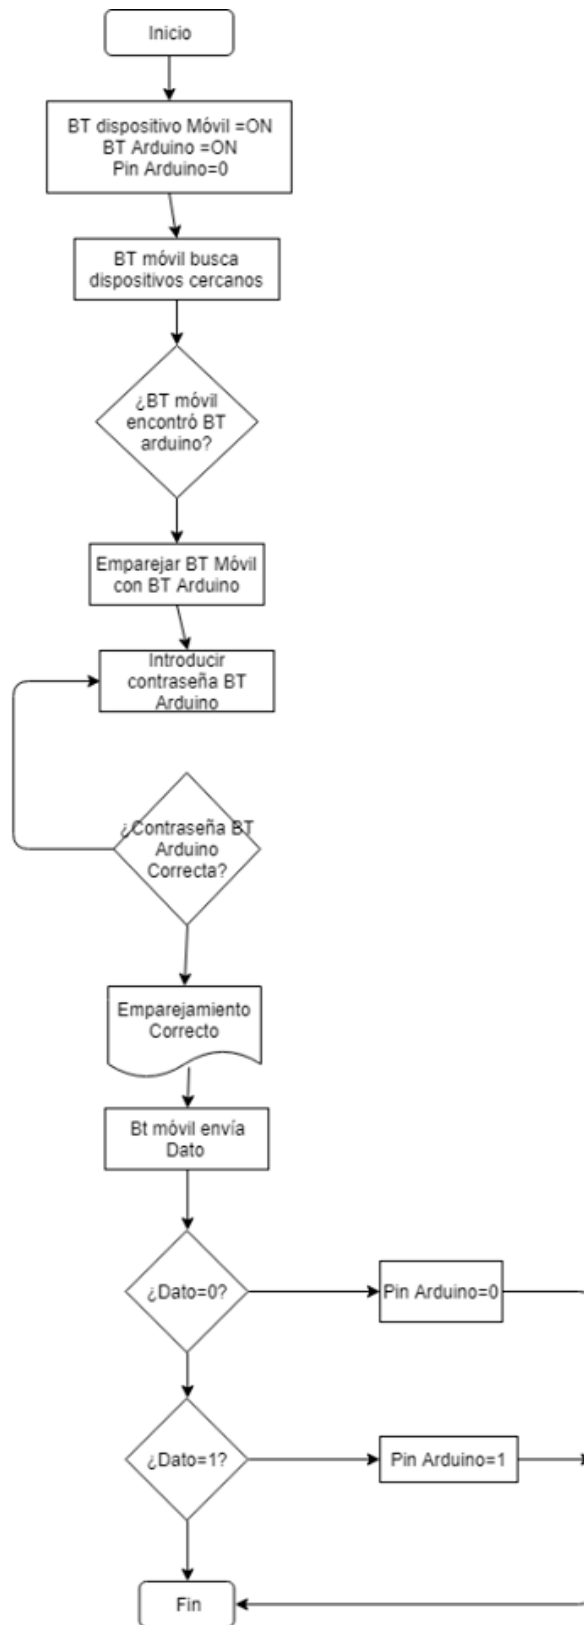 Inicio
BT dispositivo Móvil =ON
BT Arduino =ON
Pin Arduino=0
BT móvil busca
dispositivos cercanos
¿BT móvil
encontró BT
arduino?
Emparejar BT Móvil
con BT Arduino
Introducir
contraseña BT
Arduino
¿Contraseña BT
Arduino
Correcta?
Emparejamiento
Correcto
Bt móvil envía
Dato
¿Dato=0?
Pin Arduino=0
¿Dato=1?
Pin Arduino=1
Fin